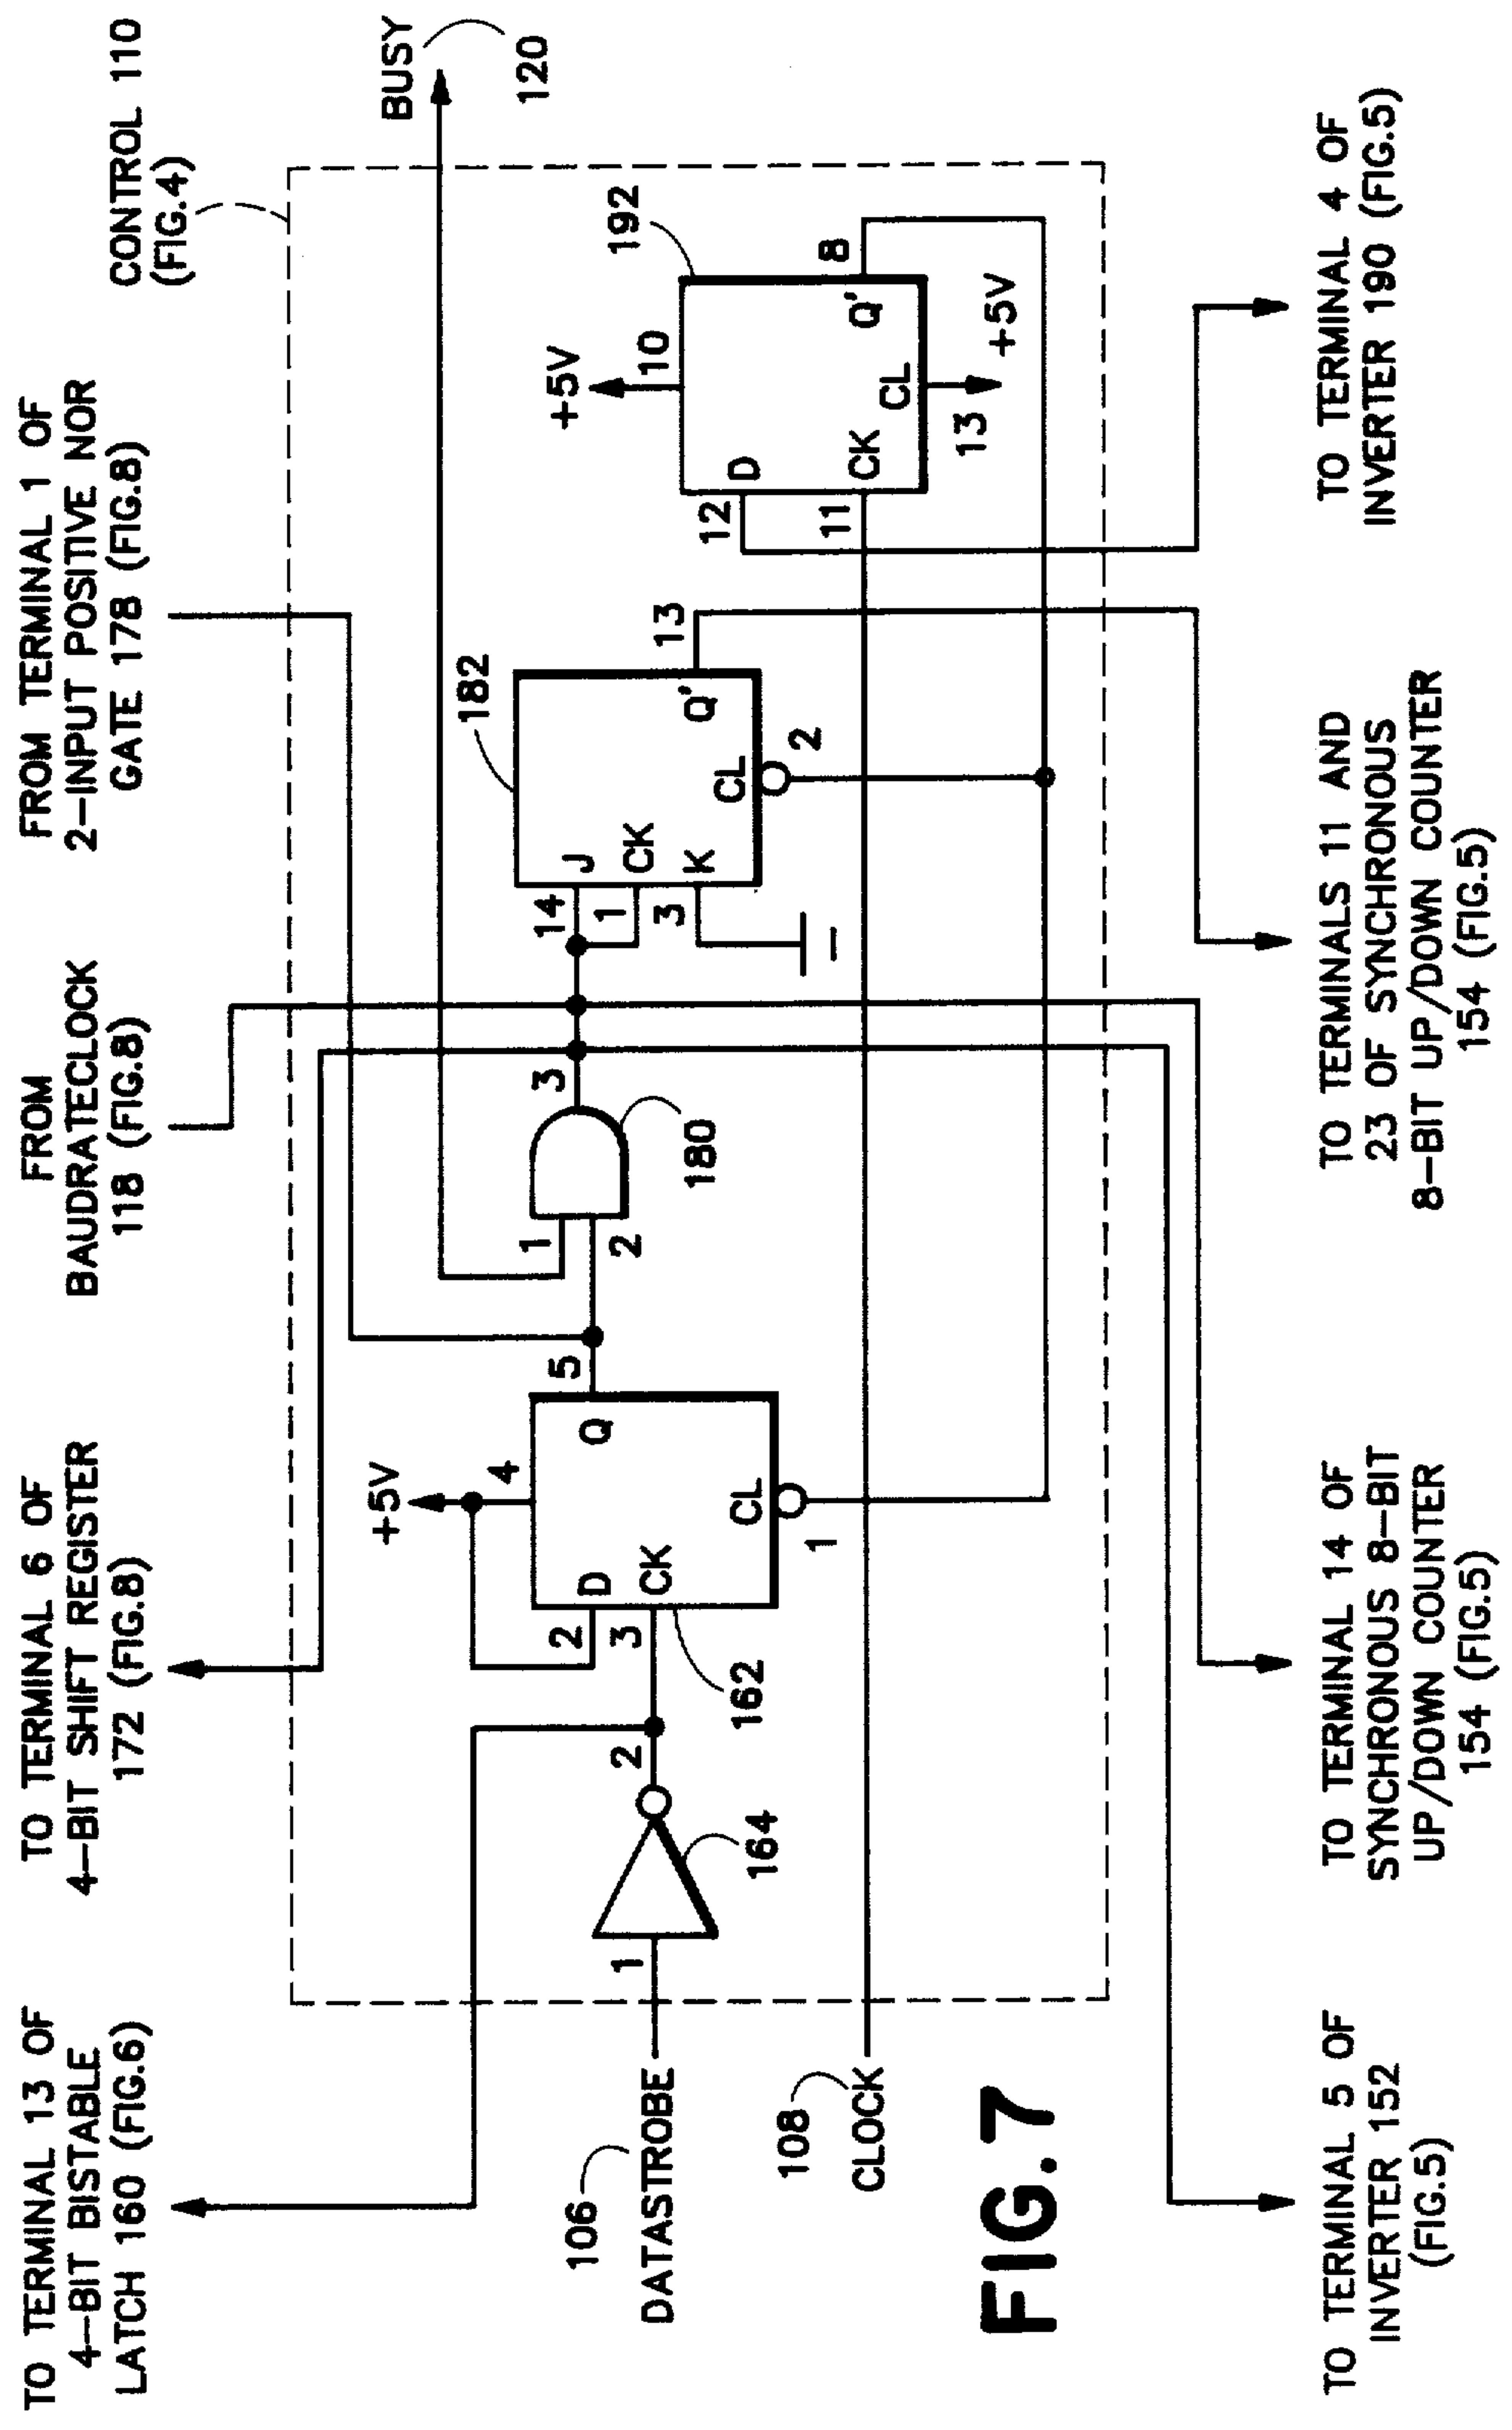 TO TERMINAL 13 OF
4-BIT BISTABLE
LATCH 160 (FIG.6)
TO TERMINAL 6 OF
4-BIT SHIFT REGISTER
172 (FIG.8)
FROM
BAUDRATECLOCK
118 (FIG.8)
FROM TERMINAL 1 OF
2-INPUT POSITIVE NOR
GATE 178 (FIG.8)
CONTROL 110
(FIG.4)
BUSY
120
106
DATASTROBE
1
164
2
+5V
4
2
3
D
CK
Q
CL
5
1
162
1
2
3
180
14
1
3
J
CK
K
Q'
CL
13
2
182
+5V
10
12
11
D
CK
Q'
CL
8
13
+5V
192
108
CLOCK
FIG.7
TO TERMINAL 5 OF
INVERTER 152
(FIG.5)
TO TERMINAL 14 OF
SYNCHRONOUS 8-BIT
UP/DOWN COUNTER
154 (FIG.5)
TO TERMINALS 11 AND
23 OF SYNCHRONOUS
8-BIT UP/DOWN COUNTER
154 (FIG.5)
TO TERMINAL 4 OF
INVERTER 190 (FIG.5)